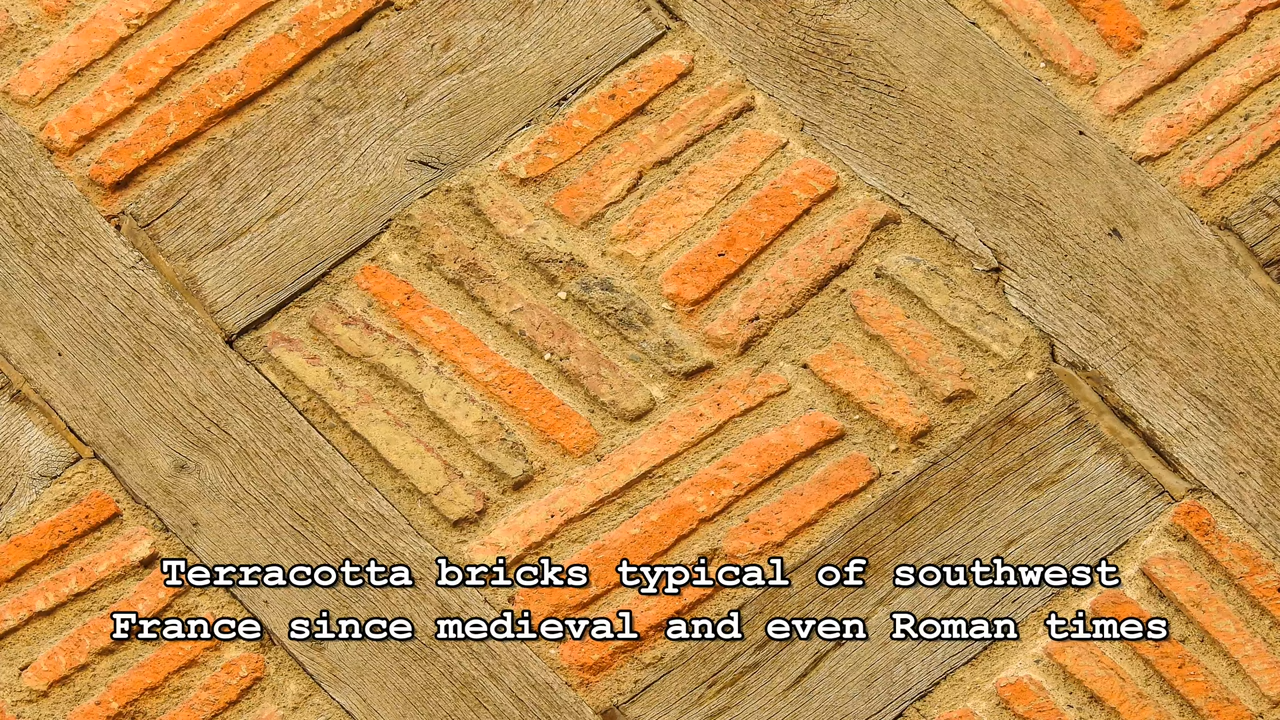 Terracotta bricks typical of southwest
France since medieval and even Roman times